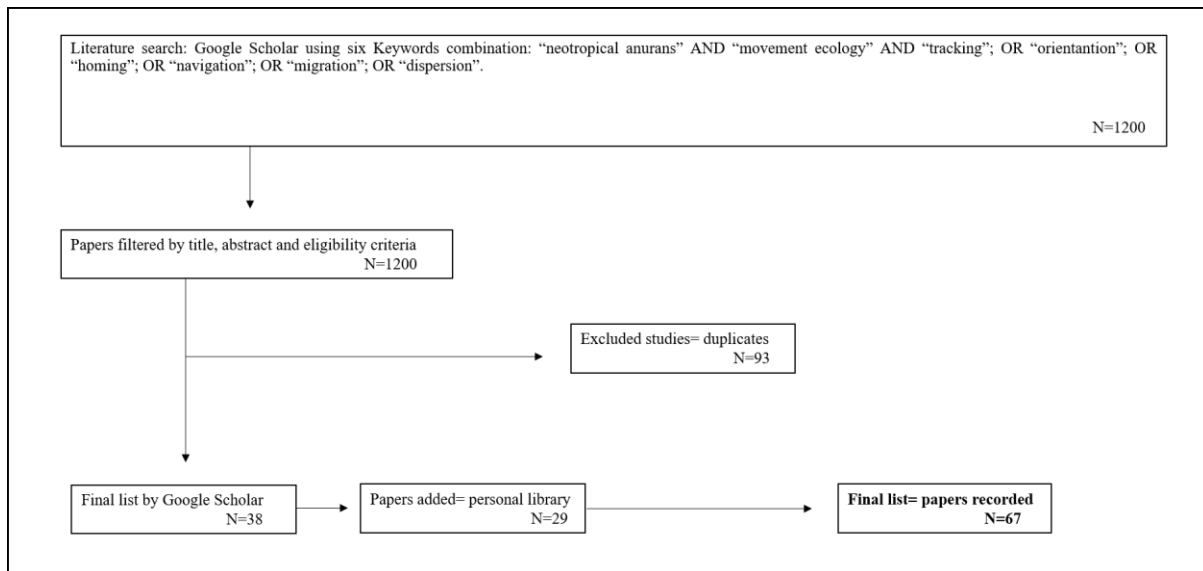 Literature search: Google Scholar using six Keywords combination: “neotropical anurans” AND “movement ecology” AND “tracking”; OR “orientantion”; OR
“homing”; OR “navigation”; OR “migration”; OR “dispersion”.
N=1200
Papers filtered by title, abstract and eligibility criteria
N=1200
Excluded studies= duplicates
N=93
Final list by Google Scholar
N=38
Papers added= personal library
N=29
Final list= papers recorded
N=67